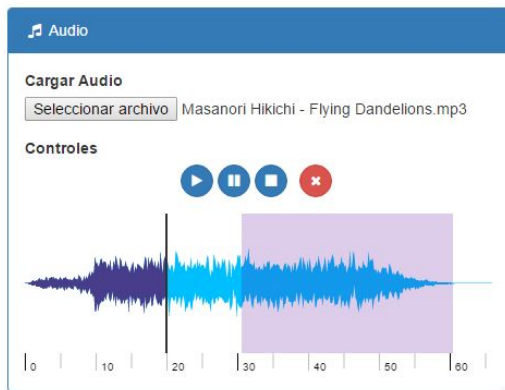 Audio
Cargar Audio
Seleccionar archivo Masanori Hikichi - Flying Dandelions.mp3
Controles
0 10 20 30 40 50 60